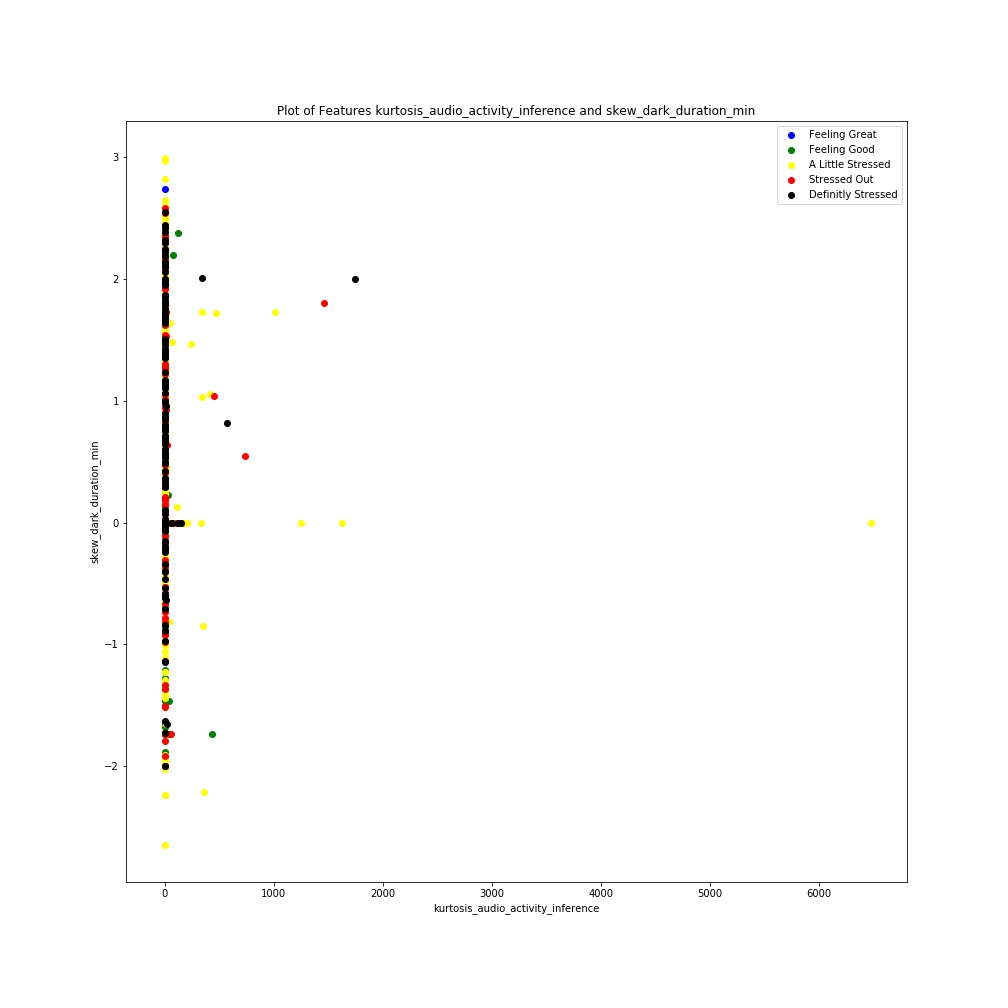 Plot of Features kurtosis_audio_activity_inference and skew_dark_duration_min
Feeling Great
Feeling Good
A Little Stressed
Stressed Out
Definitly Stressed
3
2
1
0
−1
−2
skew_dark_duration_min
0
1000
2000
3000
4000
5000
6000
kurtosis_audio_activity_inference